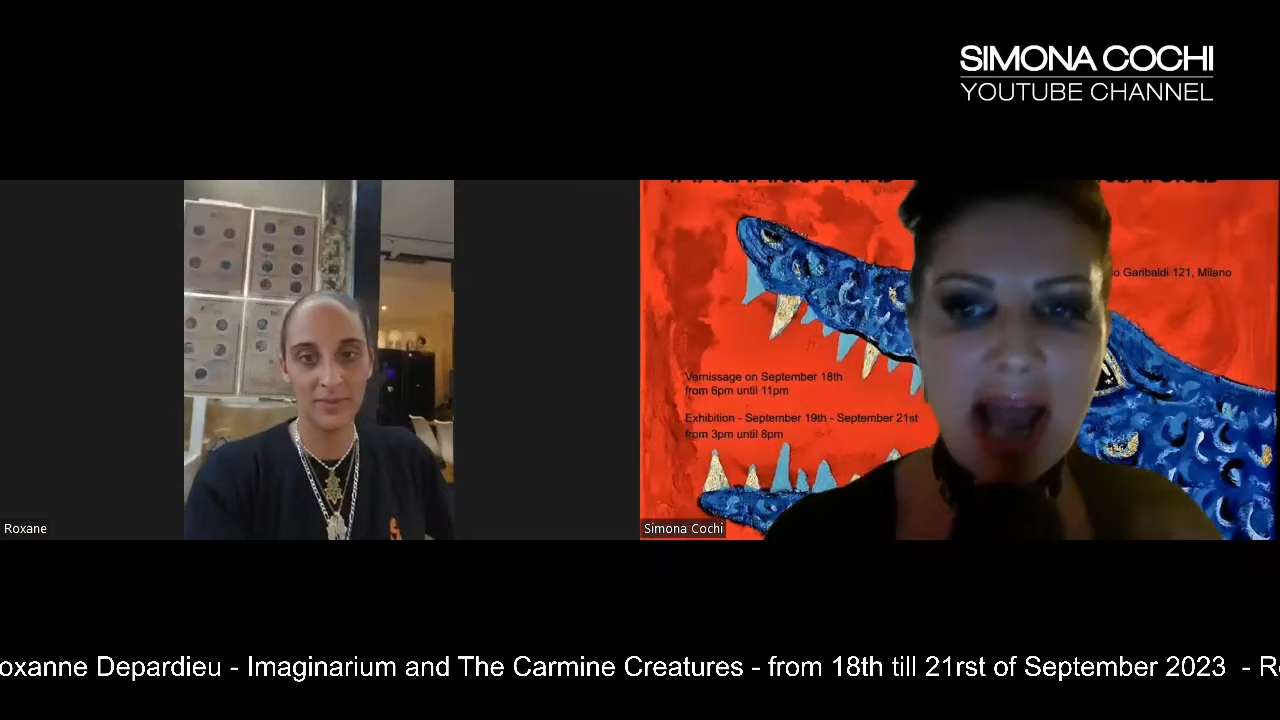 SIMONA COCHI
YOUTUBE CHANNEL
Garibaldi 121, Milano
Vernissage on September 18th
from 6pm until 11pm
Exhibition - September 19th - September 21st
from 3pm until 8pm
Roxane
Simona Cochi
oxanne Depardieu - Imaginarium and The Carmine Creatures - from 18th till 21rst of September 2023 - R